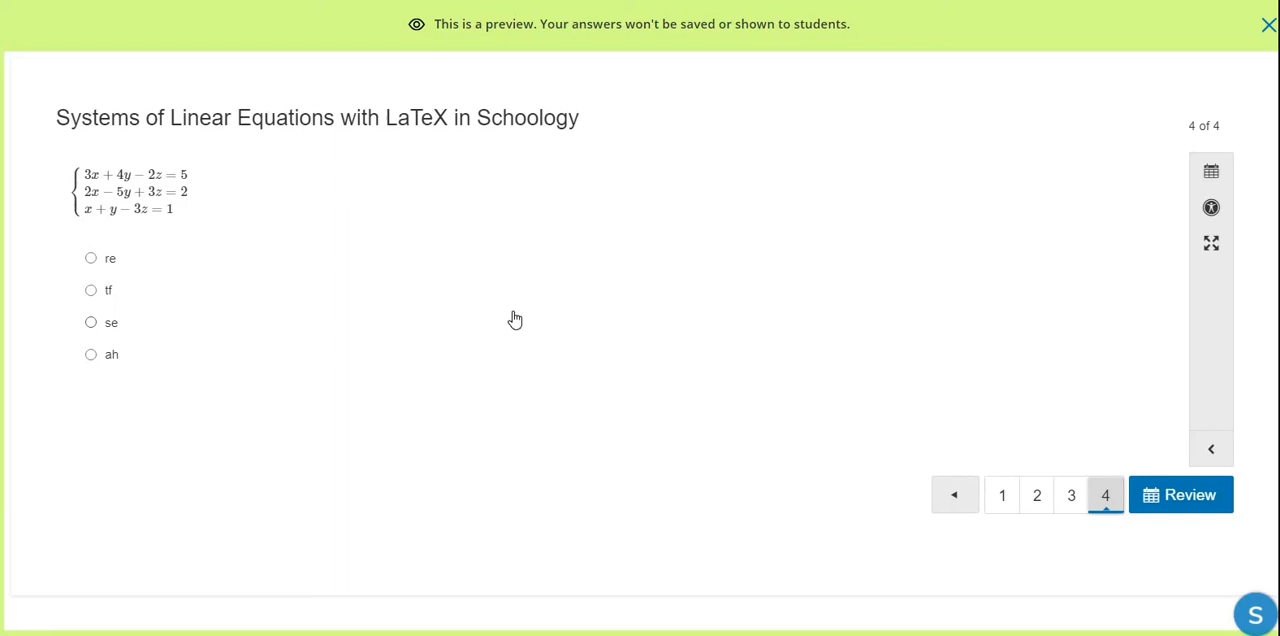 This is a preview. Your answers won't be saved or shown to students.
Systems of Linear Equations with LaTeX in Schoology
4 of 4
3x + 4y − 2z = 5
2x − 5y + 3z = 2
x + y − 3z = 1
re
tf
se
ah
1 2 3 4 Review
S